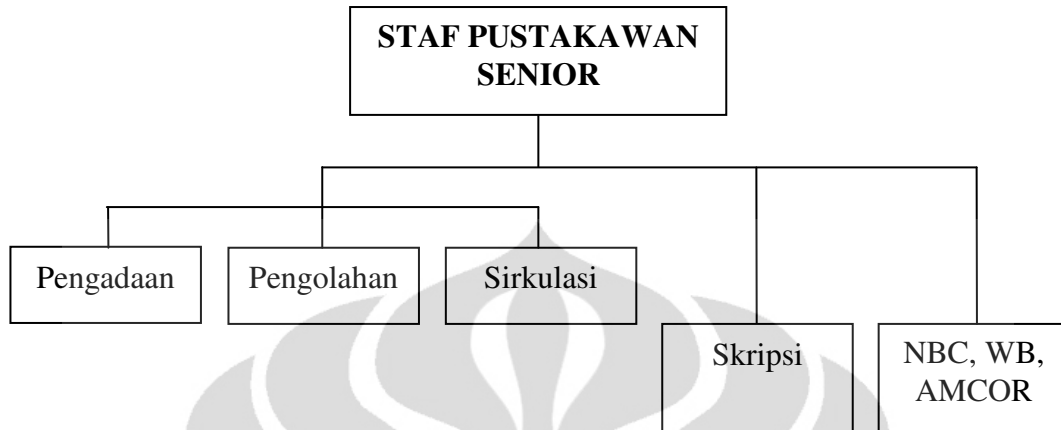 STAF PUSTAKAWAN
SENIOR
Pengadaan
Pengolahan
Sirkulasi
Skripsi
NBC, WB,
AMCOR